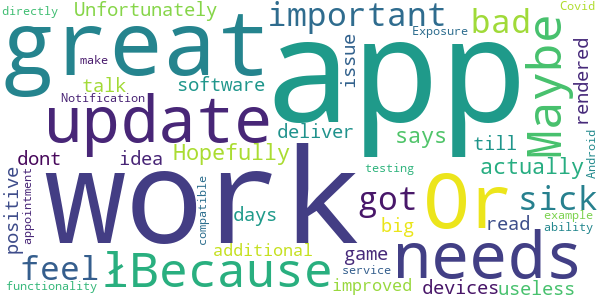 directly Unfortunately important bad Covid
great make app Exposure Maybe
talk software issue rendered
Notification update deliver says till Android
dont idea Hopefully actually
positive appointment work compatible days testing got Or sick example
additional big read ability
feel łBecause game needs
functionality service improved devices useless